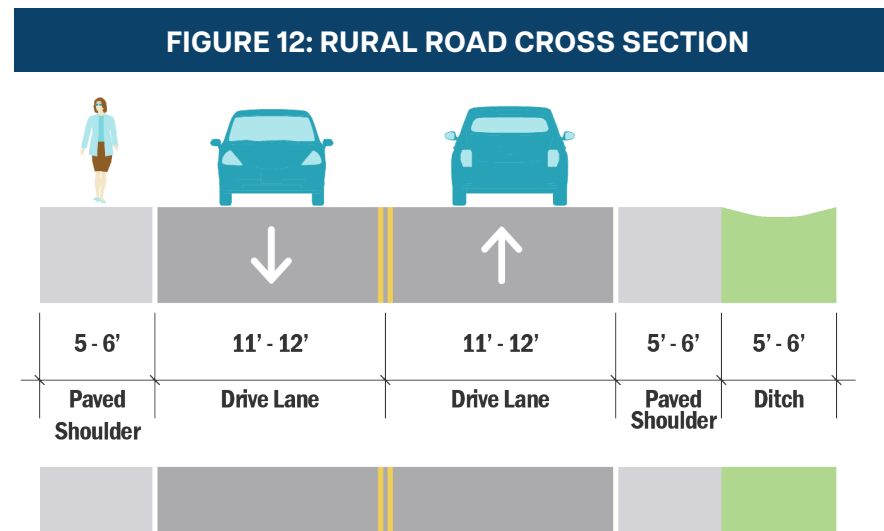 FIGURE 12: RURAL ROAD CROSS SECTION
5 - 6’
11’ - 12’
11’ - 12’
5’ - 6’
5’ - 6’
Paved
Shoulder
Drive Lane
Drive Lane
Paved
Shoulder
Ditch